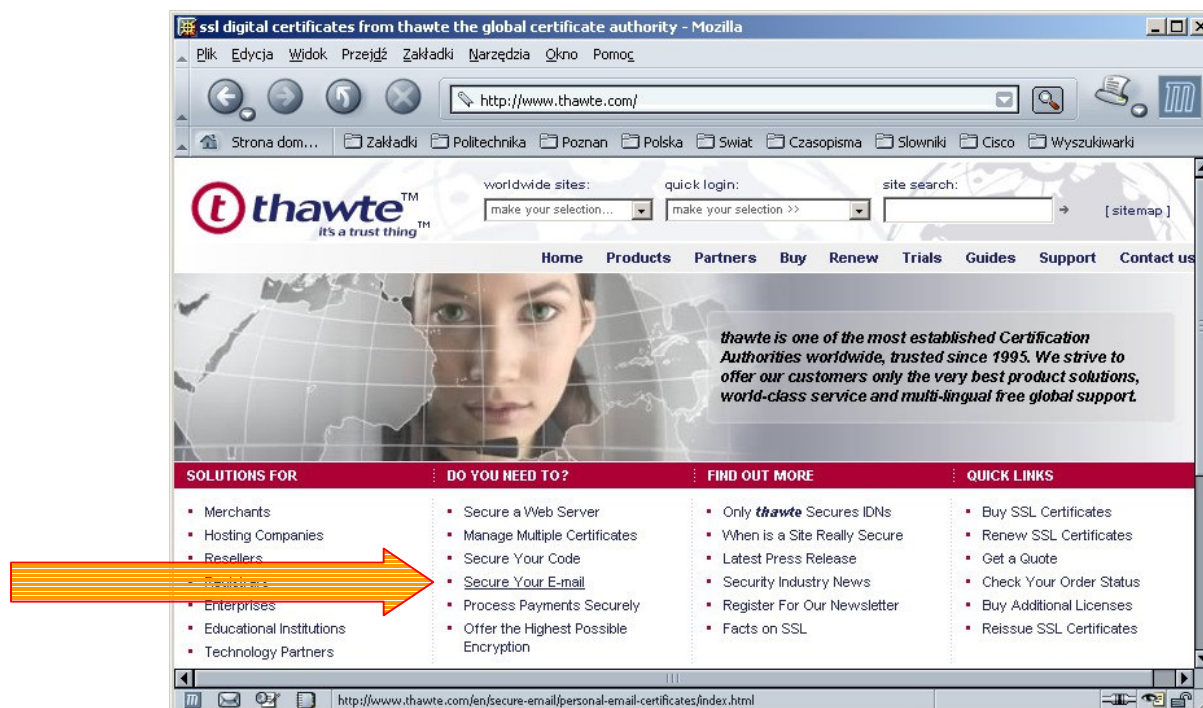 ssl digital certificates from thawte the global certificate authority - Mozilla
Plik Edycja Widok Przejdź Zakładki Narzędzia Okno Pomoc
http://www.thawte.com/
Strona dom... Zakładki Politechnika Poznan Polska Swiat Czasopisma Slowniki Cisco Wyszukiwarki
worldwide sites: quick login: site search:
make your selection... make your selection >> → [ sitemap ]
t thawte™
it's a trust thing™
Home Products Partners Buy Renew Trials Guides Support Contact us
thawte is one of the most established Certification
Authorities worldwide, trusted since 1995. We strive to
offer our customers only the very best product solutions,
world-class service and multi-lingual free global support.
SOLUTIONS FOR
Merchants
Hosting Companies
Resellers
Enterprises
Educational Institutions
Technology Partners
DO YOU NEED TO?
Secure a Web Server
Manage Multiple Certificates
Secure Your Code
Secure Your E-mail
Process Payments Securely
Offer the Highest Possible
Encryption
FIND OUT MORE
Only thawte Secures IDNs
When is a Site Really Secure
Latest Press Release
Security Industry News
Register For Our Newsletter
Facts on SSL
QUICK LINKS
Buy SSL Certificates
Renew SSL Certificates
Get a Quote
Check Your Order Status
Buy Additional Licenses
Reissue SSL Certificates
http://www.thawte.com/en/secure-email/personal-email-certificates/index.html